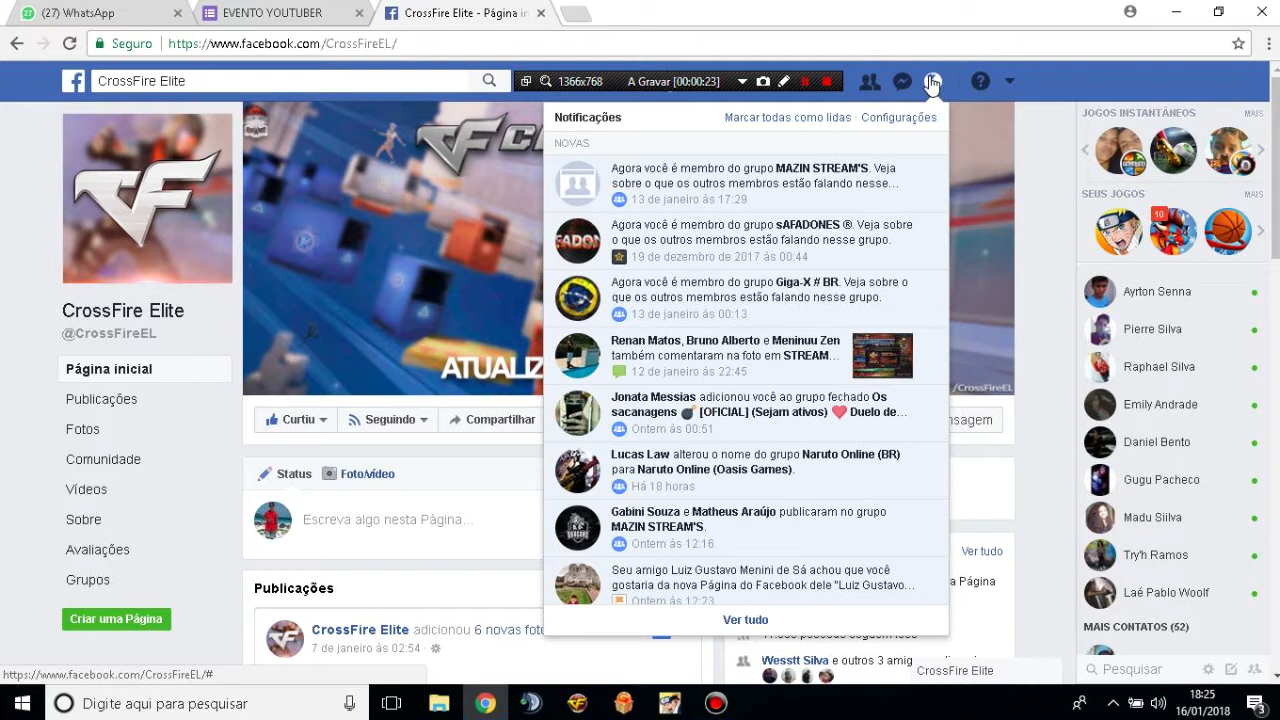 (27) WhatsApp
EVENTO YOUTUBER
CrossFire Elite - Página in
Seguro
https://www.facebook.com/CrossFireEL/
CrossFire Elite
1366x768
A Gravar [00:00:23]
CrossFire Elite
@CrossFireEL
Página inicial
Publicações
Fotos
Comunidade
Vídeos
Sobre
Avaliações
Grupos
Criar uma Página
https://www.facebook.com/CrossFireEL/#
ATUALIZ
/CrossFireEL
Curtiu
Seguindo
Compartilhar
nsagem
Status
Foto/vídeo
Escreva algo nesta Página...
Publicações
CrossFire Elite adicionou 6 novas fot
7 de janeiro às 02:54
Notificações
Marcar todas como lidas · Configurações
NOVAS
Agora você é membro do grupo MAZIN STREAM'S. Veja
sobre o que os outros membros estão falando nesse...
13 de janeiro às 17:29
Agora você é membro do grupo sAFADONES ®. Veja sobre
o que os outros membros estão falando nesse grupo.
19 de dezembro de 2017 às 00:44
Agora você é membro do grupo Giga-X # BR. Veja sobre o
que os outros membros estão falando nesse grupo.
13 de janeiro às 00:13
Renan Matos, Bruno Alberto e Meninuu Zen
também comentaram na foto em STREAM...
12 de janeiro às 22:45
Jonata Messias adicionou você ao grupo fechado Os
sacanagens 💣 [OFICIAL] (Sejam ativos) ❤ Duelo de...
Ontem às 00:51
Lucas Law alterou o nome do grupo Naruto Online (BR)
para Naruto Online (Oasis Games).
Há 18 horas
Gabini Souza e Matheus Araújo publicaram no grupo
MAZIN STREAM'S.
Ontem às 12:16
Seu amigo Luiz Gustavo Menini de Sá achou que você
gostaria da nova Página do Facebook dele "Luiz Gustavo...
Ontem às 12:23
Ver tudo
Ver tudo
a Página
Wesstt Silva e outros 3 amig
CrossFire Elite
JOGOS INSTANTÂNEOS
MAIS
SEUS JOGOS
MAIS
10
Ayrton Senna
Pierre Silva
Raphael Silva
Emily Andrade
Daniel Bento
Gugu Pacheco
Madu Siilva
Try'h Ramos
Laé Pablo Woolf
MAIS CONTATOS (52)
Pesquisar
Digite aqui para pesquisar
18:25
16/01/2018
3